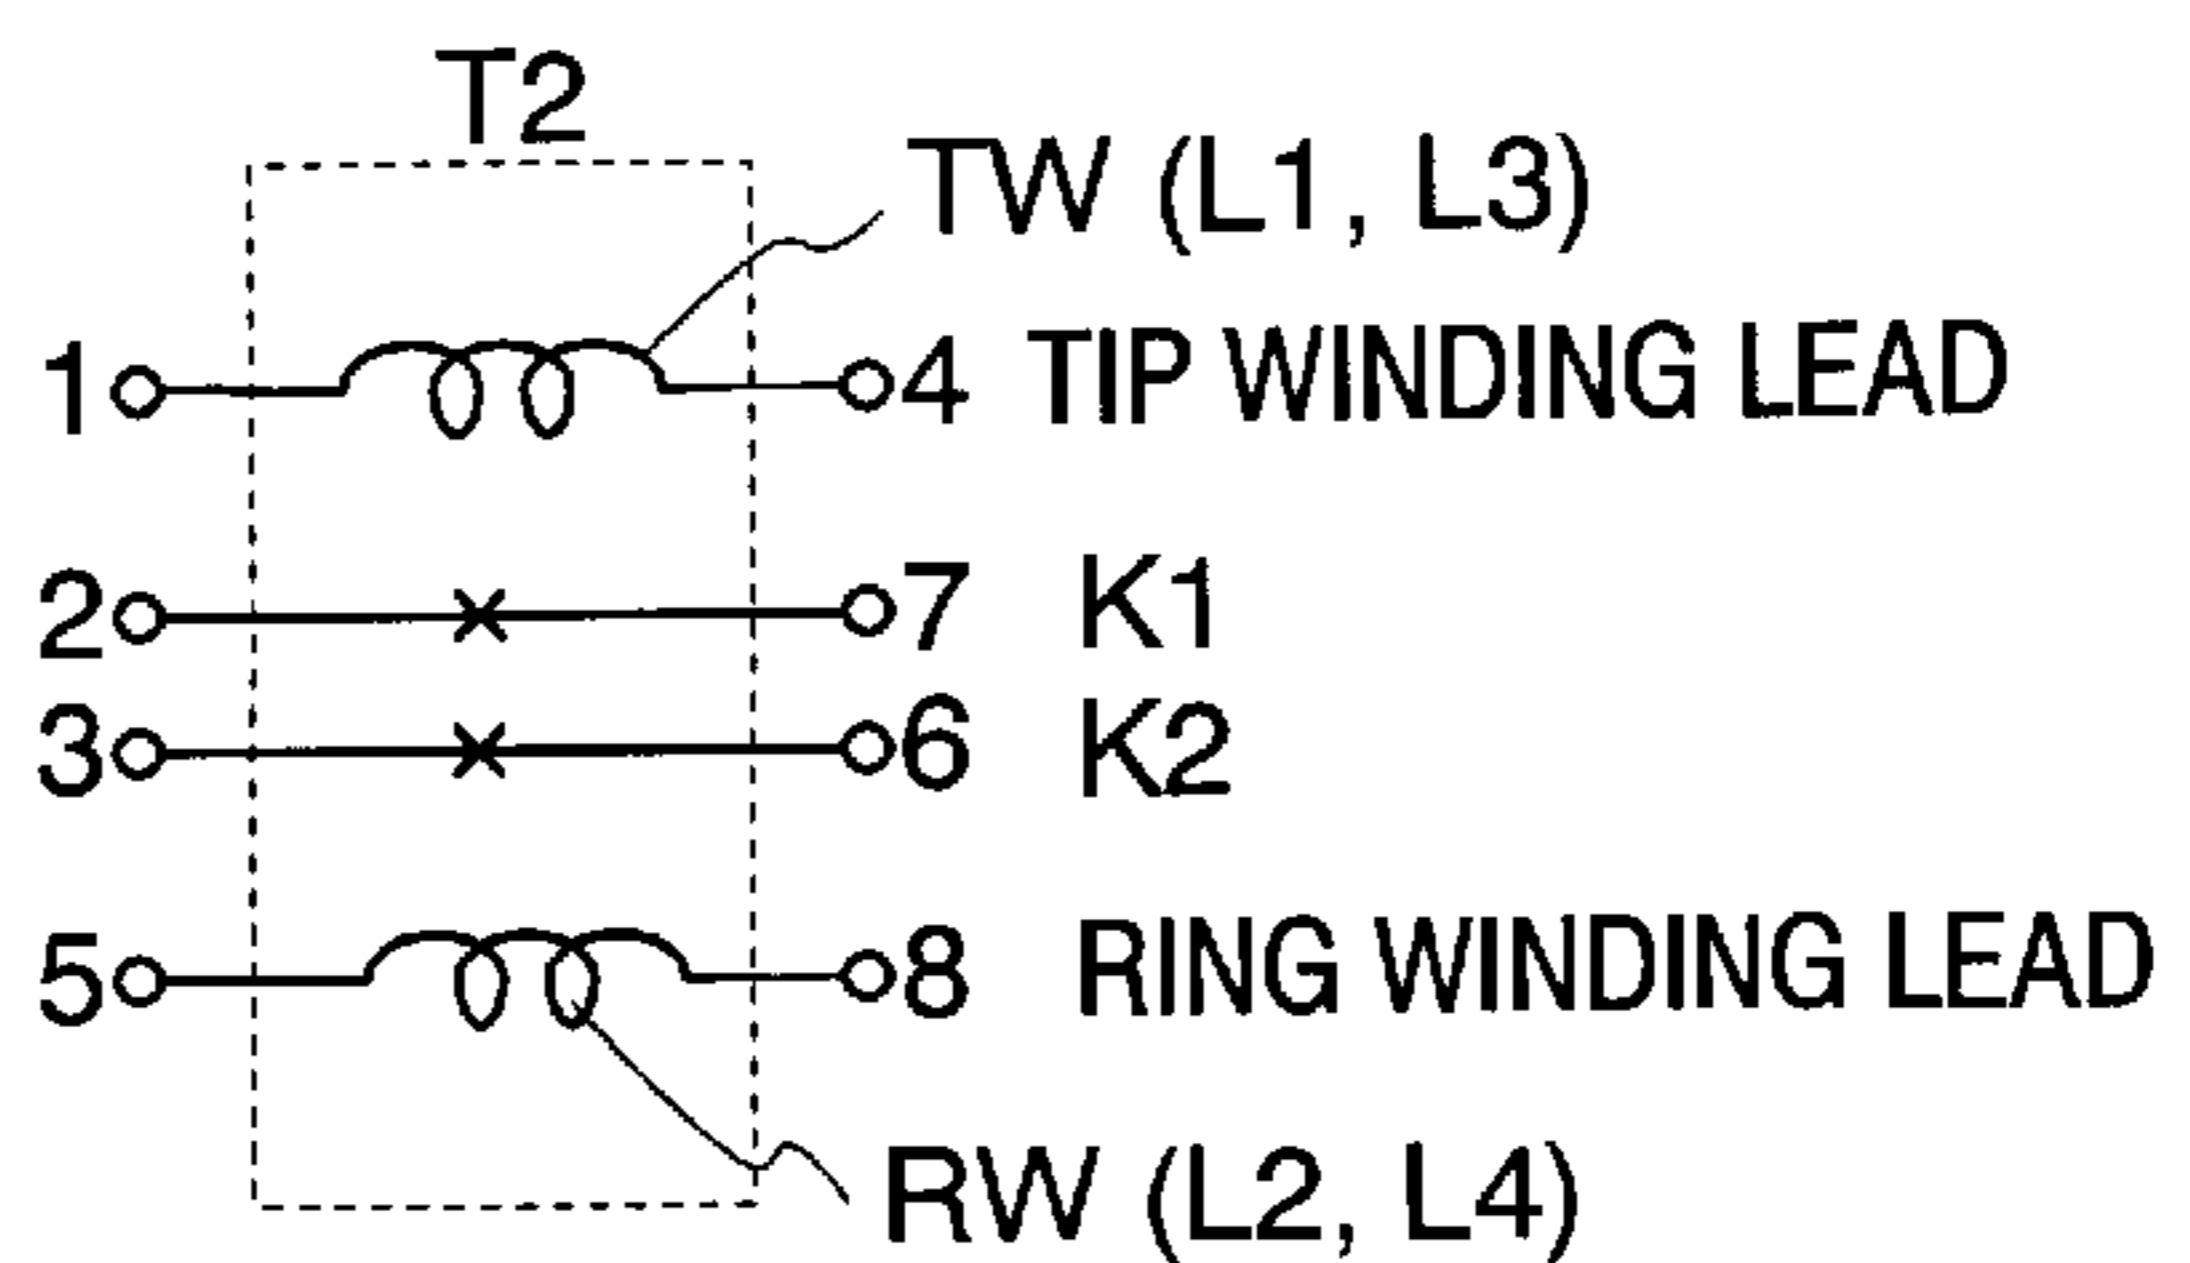 T2
TW (L1, L3)
1 4 TIP WINDING LEAD
2 7 K1
3 6 K2
5 8 RING WINDING LEAD
RW (L2, L4)